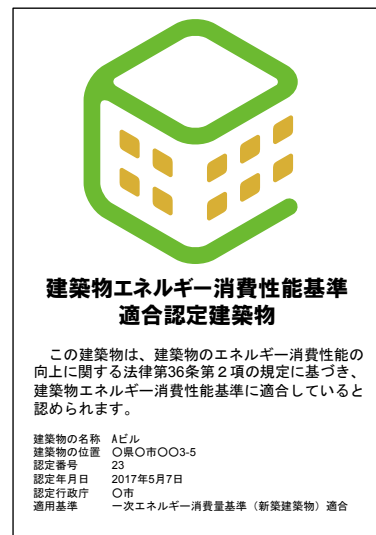 建築物エネルギー消費性能基準
適合認定建築物
この建築物は、建築物のエネルギー消費性能の
向上に関する法律第36条第２項の規定に基づき、
建築物エネルギー消費性能基準に適合していると
認められます。
建築物の名称 Aビル
建築物の位置 〇県〇市〇〇3-5
認定番号 23
認定年月日 2017年5月7日
認定行政庁 〇市
適用基準 一次エネルギー消費量基準（新築建築物）適合